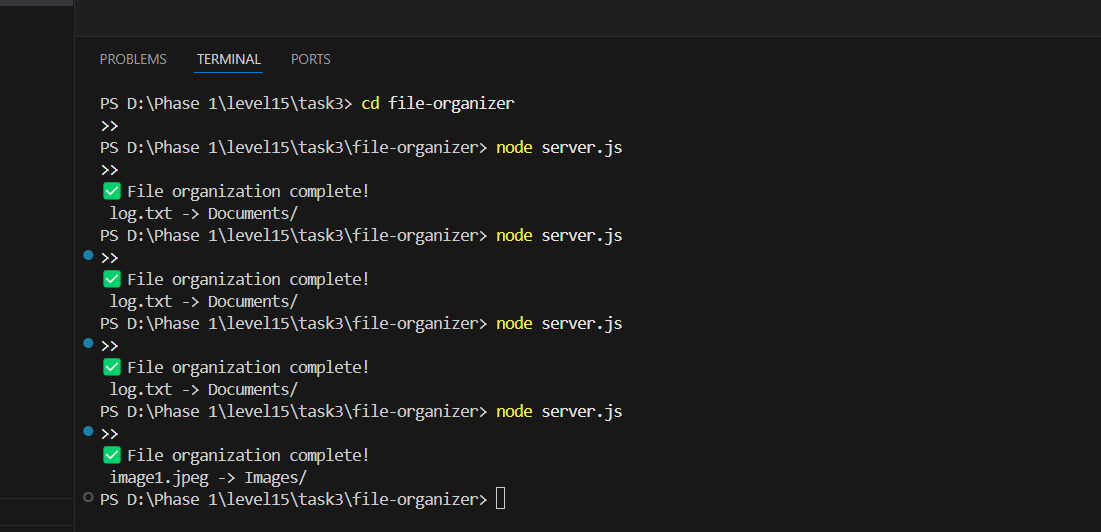 PROBLEMS TERMINAL PORTS
PS D:\Phase 1\level15\task3> cd file-organizer
>>
PS D:\Phase 1\level15\task3\file-organizer> node server.js
>>
✅ File organization complete!
log.txt -> Documents/
PS D:\Phase 1\level15\task3\file-organizer> node server.js
>>
✅ File organization complete!
log.txt -> Documents/
PS D:\Phase 1\level15\task3\file-organizer> node server.js
>>
✅ File organization complete!
log.txt -> Documents/
PS D:\Phase 1\level15\task3\file-organizer> node server.js
>>
✅ File organization complete!
image1.jpeg -> Images/
PS D:\Phase 1\level15\task3\file-organizer>